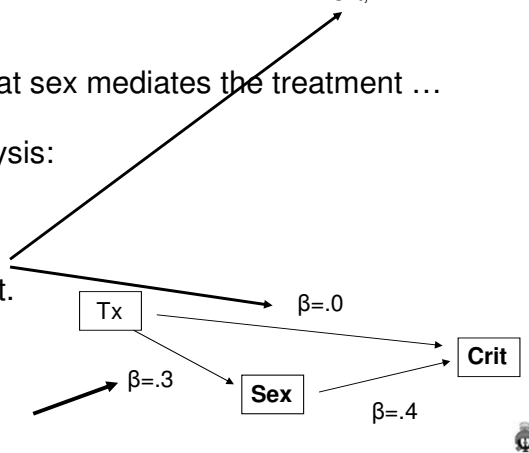 at sex mediates the treatment …
ysis:
t.
Tx
β=.0
Crit
β=.3
Sex
β=.4